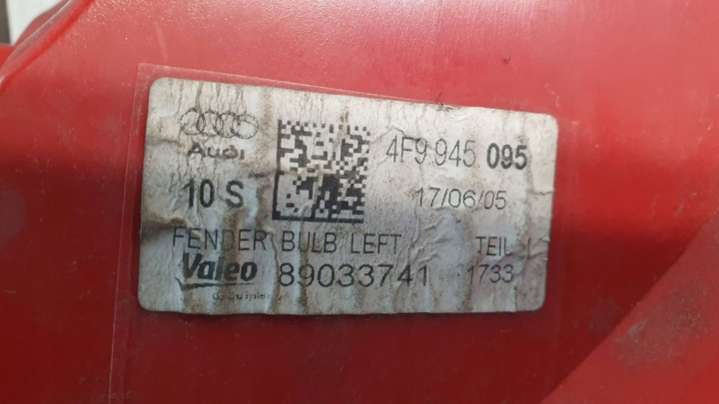 Audi
4F9 945 095
10 S
17/06/05
FENDER BULB LEFT TEIL
Valeo 89033741 1733